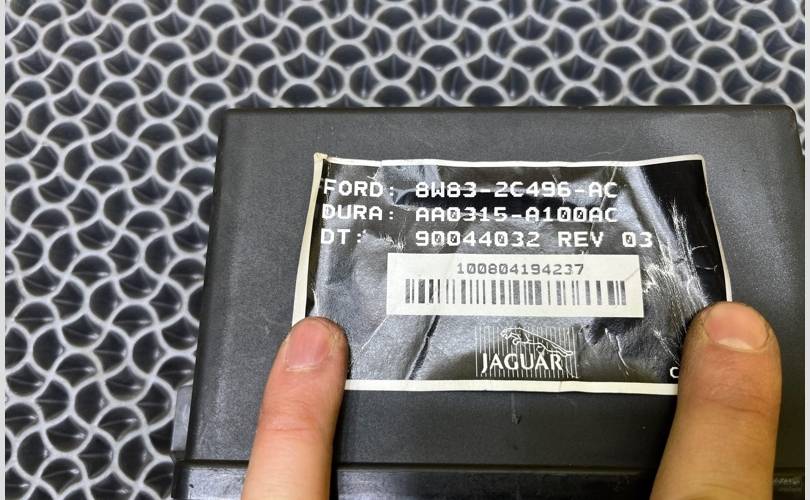 FORD: 8W83-2C496-AC
DURA: AA0315-A100AC
DT: 90044032 REV 03
100804194237
JAGUAR
C